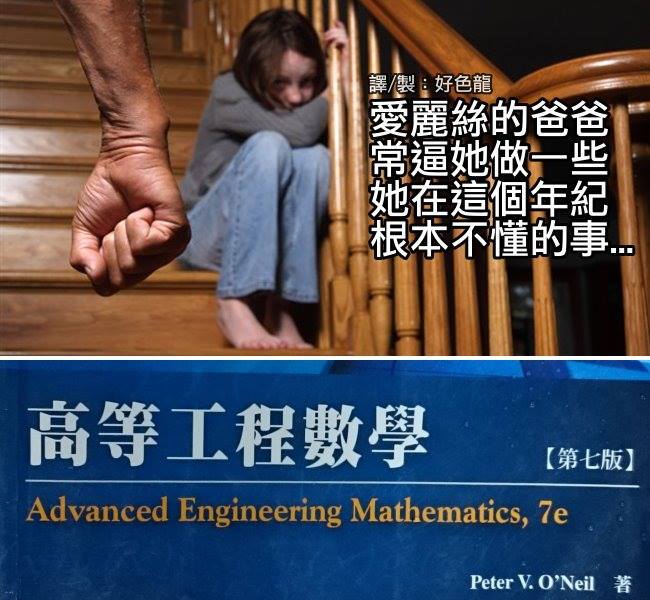 譯/製：好色龍
愛麗絲的爸爸
常逼她做一些
她在這個年紀
根本不懂的事...
高等工程數學
【第七版】
Advanced Engineering Mathematics, 7e
Peter V. O'Neil 著